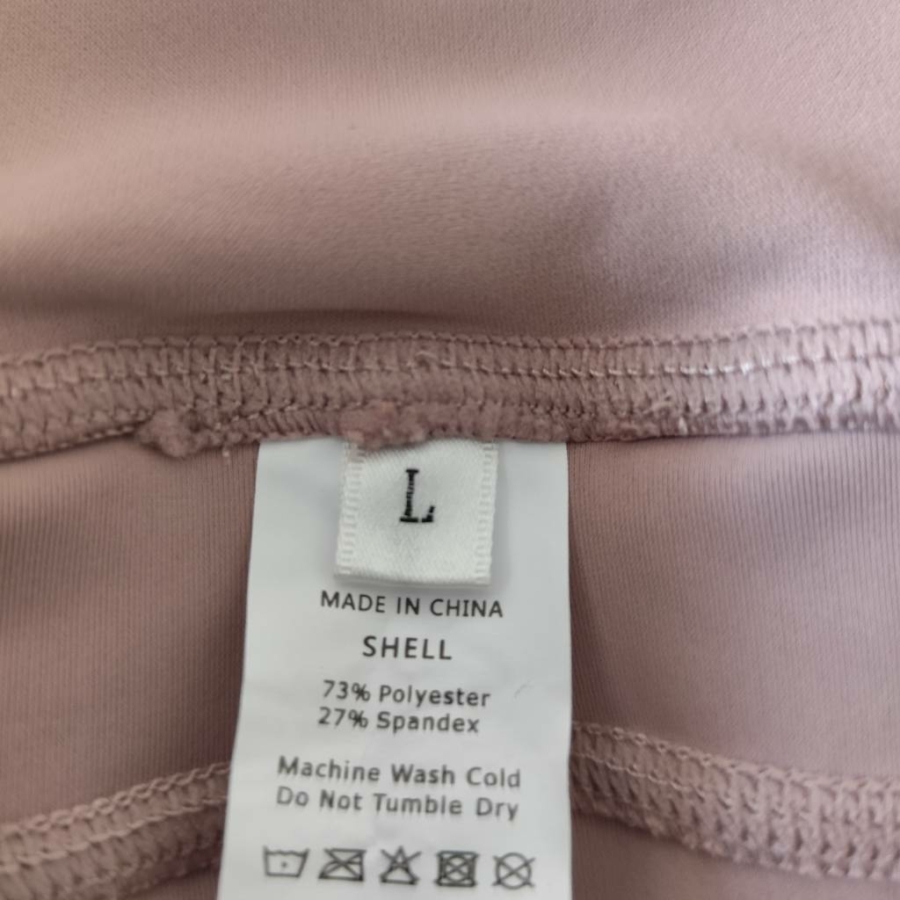 L
MADE IN CHINA
SHELL
73% Polyester
27% Spandex
Machine Wash Cold
Do Not Tumble Dry